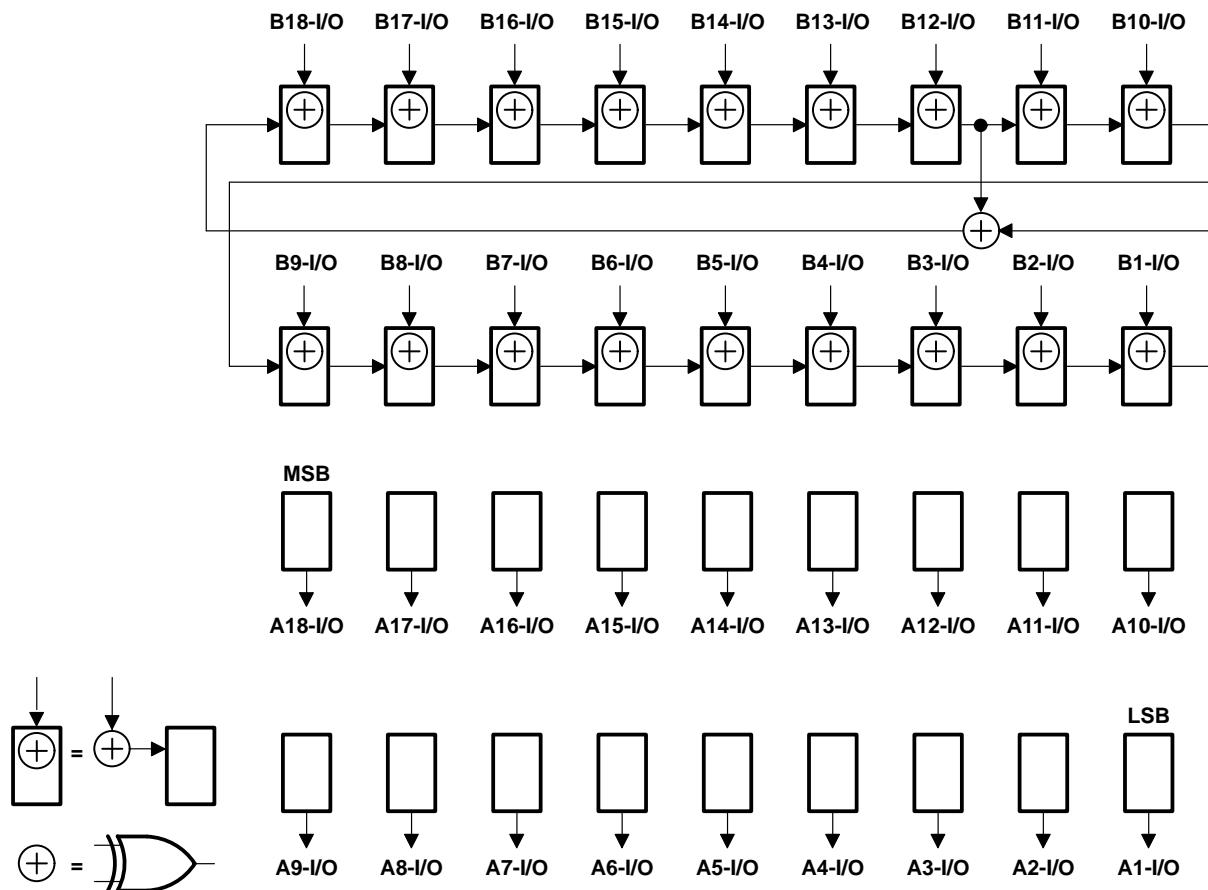 B18-I/O B17-I/O B16-I/O B15-I/O B14-I/O B13-I/O B12-I/O B11-I/O B10-I/O
B9-I/O B8-I/O B7-I/O B6-I/O B5-I/O B4-I/O B3-I/O B2-I/O B1-I/O
MSB
A18-I/O A17-I/O A16-I/O A15-I/O A14-I/O A13-I/O A12-I/O A11-I/O A10-I/O
LSB
=
=
A9-I/O A8-I/O A7-I/O A6-I/O A5-I/O A4-I/O A3-I/O A2-I/O A1-I/O